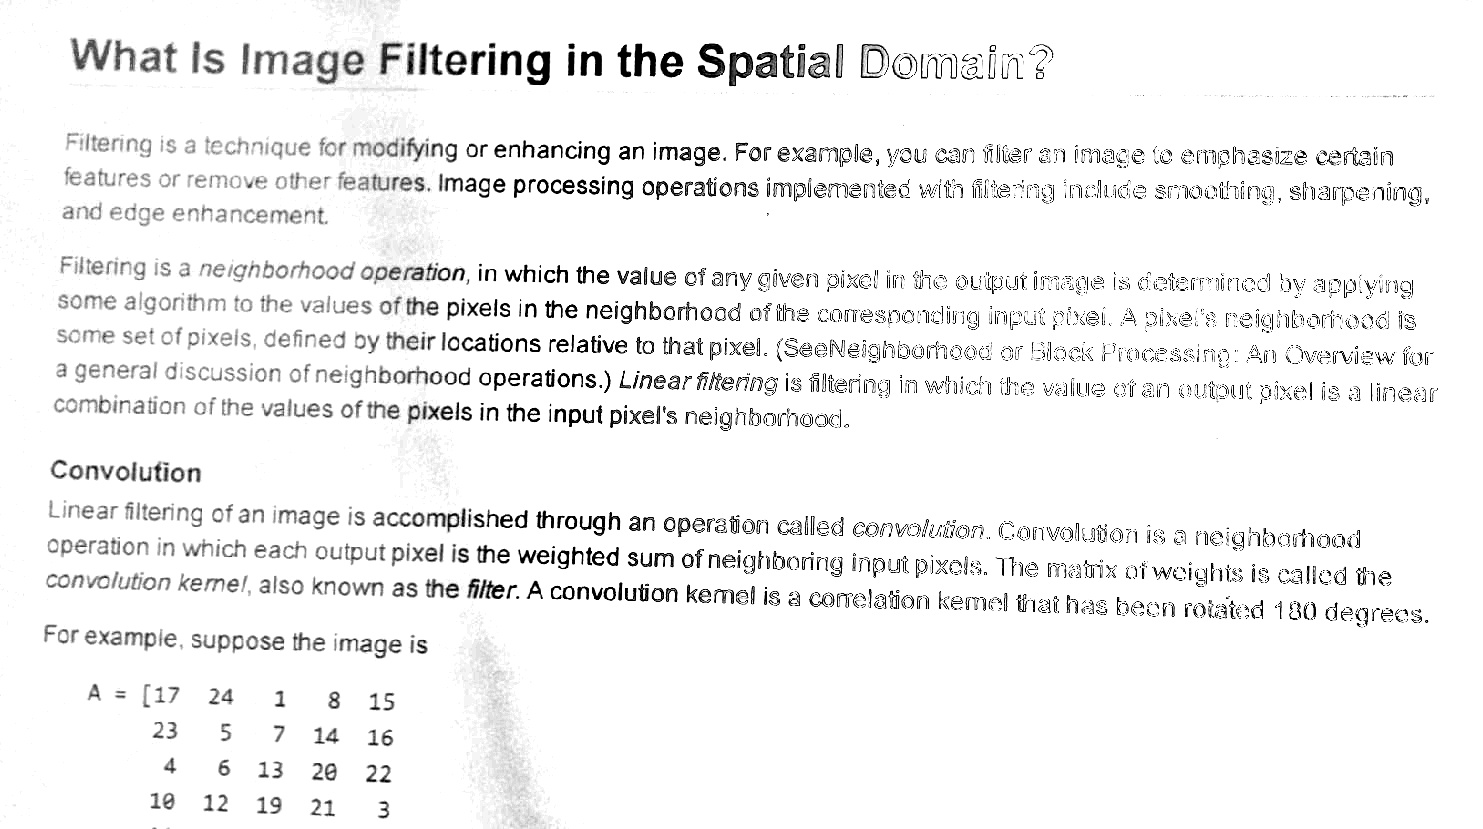 What Is Image Filtering in the Spatial Domain?
Filtering is a technique for modifying or enhancing an image. For example, you can filter an image to emphasize certain
features or remove other features. Image processing operations implemented with filtering include smoothing, sharpening,
and edge enhancement.
Filtering is a neighborhood operation, in which the value of any given pixel in the output image is determined by applying
some algorithm to the values of the pixels in the neighborhood of the corresponding input pixel. A pixel's neighborhood is
some set of pixels, defined by their locations relative to that pixel. (SeeNeighborhood or Block Processing: An Overview for
a general discussion of neighborhood operations.) Linear filtering is filtering in which the value of an output pixel is a linear
combination of the values of the pixels in the input pixel's neighborhood.
Convolution
Linear filtering of an image is accomplished through an operation called convolution. Convolution is a neighborhood
operation in which each output pixel is the weighted sum of neighboring input pixels. The matrix of weights is called the
convolution kernel, also known as the filter. A convolution kernel is a correlation kernel that has been rotated 180 degrees.
For example, suppose the image is
A = [17 24 1 8 15
23 5 7 14 16
4 6 13 20 22
10 12 19 21 3